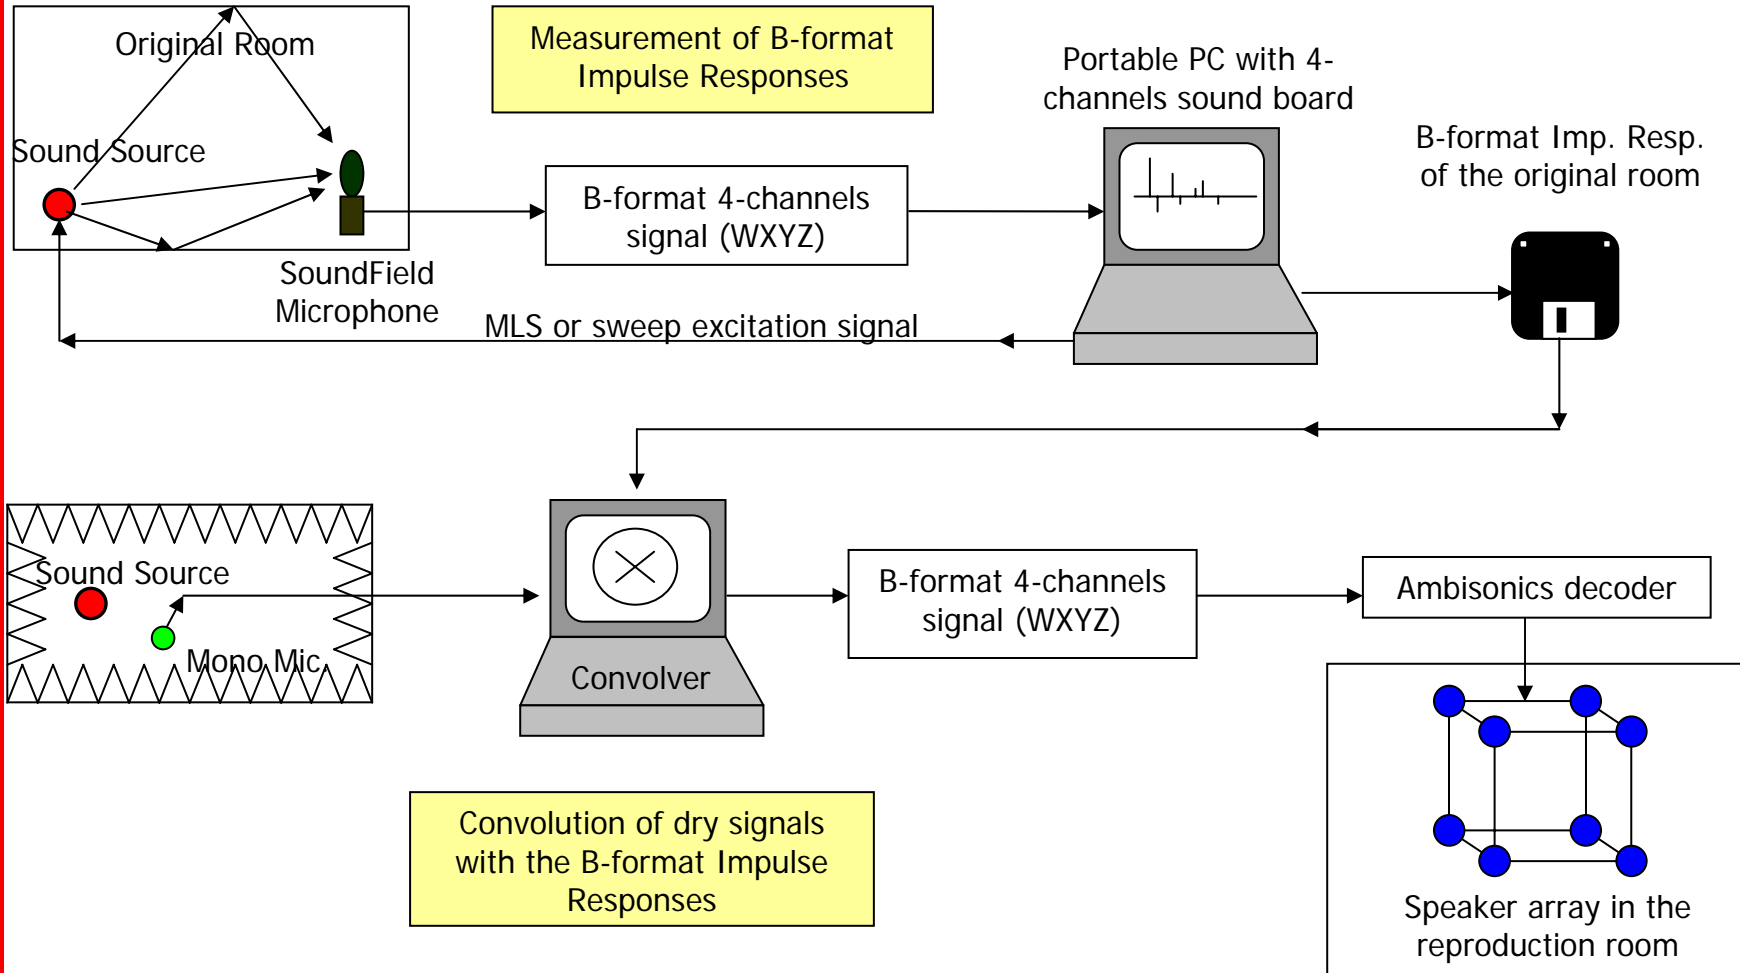 Original Room
Measurement of B-format
Impulse Responses
Portable PC with 4-
channels sound board
B-format Imp. Resp.
of the original room
Sound Source
B-format 4-channels
signal (WXYZ)
SoundField
Microphone
MLS or sweep excitation signal
Sound Source
Mono Mic.
Convolver
B-format 4-channels
signal (WXYZ)
Ambisonics decoder
Convolution of dry signals
with the B-format Impulse
Responses
Speaker array in the
reproduction room